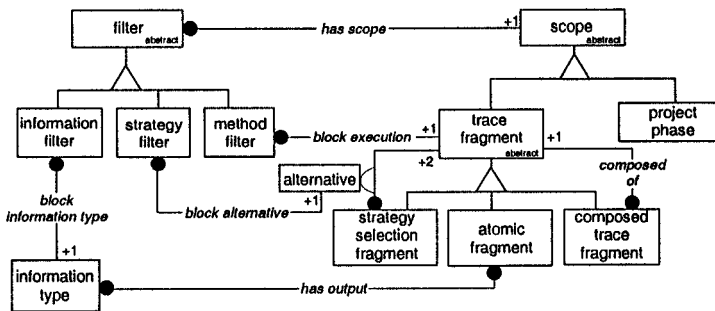 filter
abstract
has scope
+1
scope
abstract
information
filter
strategy
filter
method
filter
block execution
+1
trace
fragment
abstract
+1
project
phase
+2
alternative
+1
composed
of
block
information type
block alternative
strategy
selection
fragment
atomic
fragment
composed
trace
fragment
+1
information
type
has output